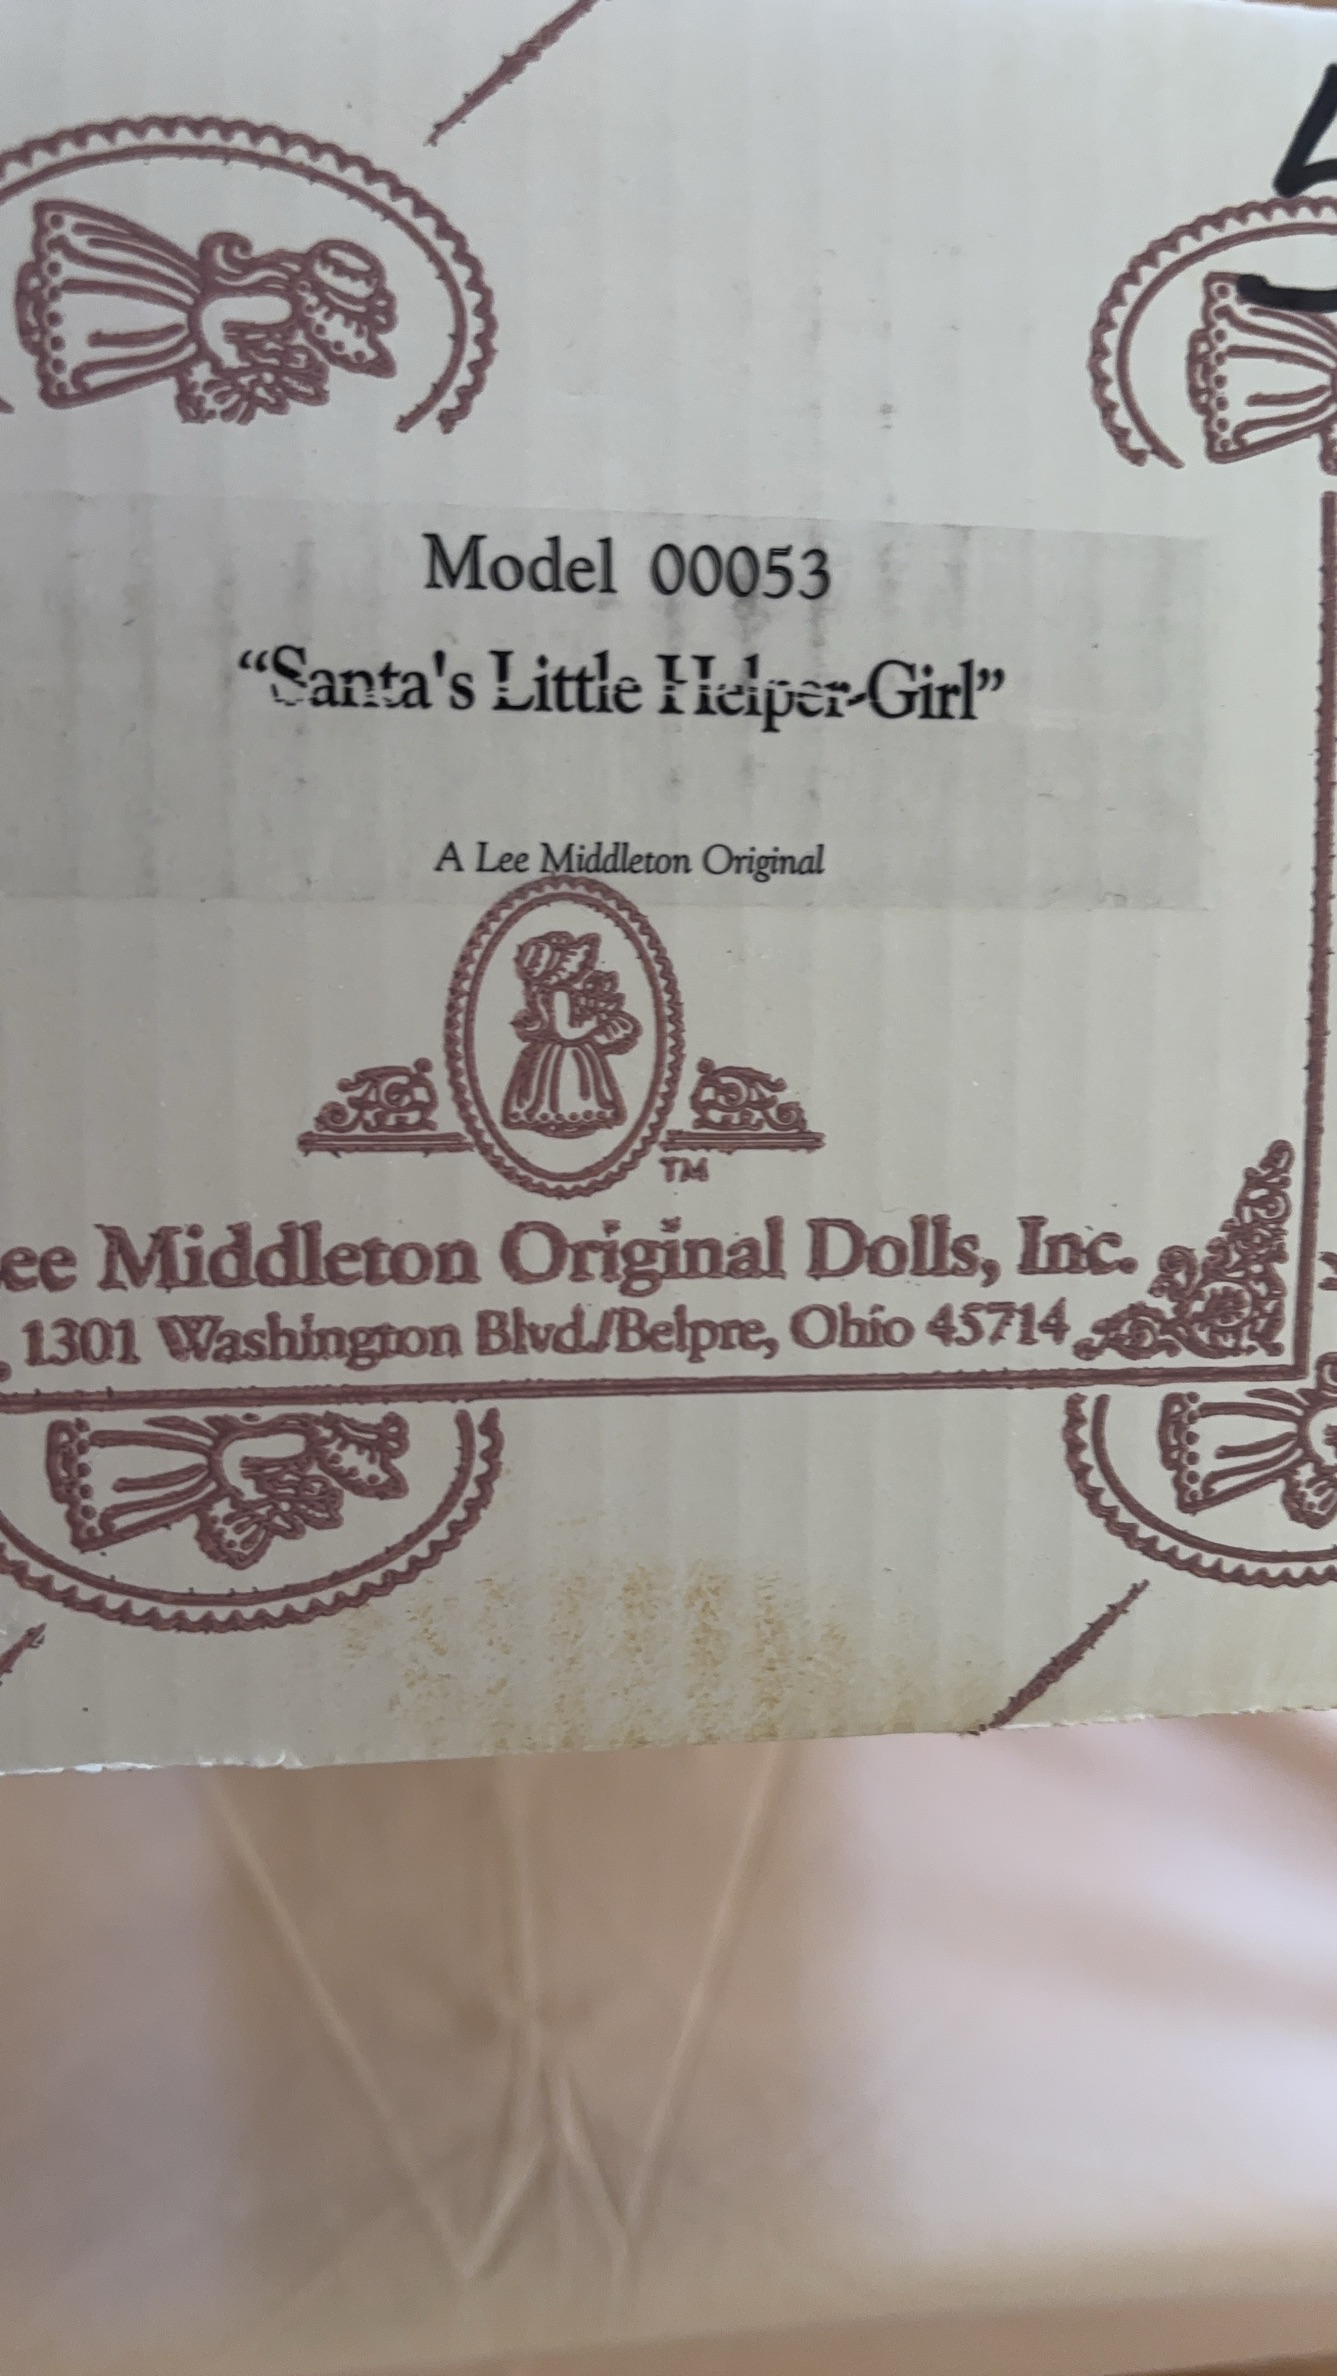 Model 00053
“Santa's Little Helper-Girl”
A Lee Middleton Original
TM
ee Middleton Original Dolls, Inc.
1301 Washington Blvd./Belpre, Ohio 45714